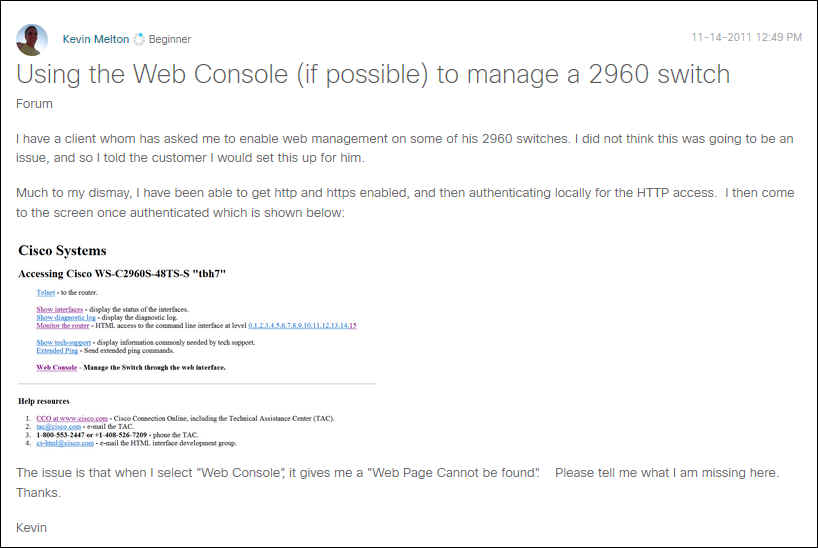 Kevin Melton Beginner
11-14-2011 12:49 PM
Using the Web Console (if possible) to manage a 2960 switch
Forum
I have a client whom has asked me to enable web management on some of his 2960 switches. I did not think this was going to be an
issue, and so I told the customer I would set this up for him.
Much to my dismay, I have been able to get http and https enabled, and then authenticating locally for the HTTP access.  I then come
to the screen once authenticated which is shown below:
Cisco Systems
Accessing Cisco WS-C2960S-48TS-S "tbh7"
Telnet - to the router.
Show interfaces - display the status of the interfaces.
Show diagnostic log - display the diagnostic log.
Monitor the router - HTML access to the command line interface at level 0,1,2,3,4,5,6,7,8,9,10,11,12,13,14,15
Show tech-support - display information commonly needed by tech support.
Extended Ping - Send extended ping commands.
Web Console - Manage the Switch through the web interface.
Help resources
1. CCO at www.cisco.com - Cisco Connection Online, including the Technical Assistance Center (TAC).
2. tac@cisco.com - e-mail the TAC.
3. 1-800-553-2447 or +1-408-526-7209 - phone the TAC.
4. cs-html@cisco.com - e-mail the HTML interface development group.
The issue is that when I select "Web Console", it gives me a "Web Page Cannot be found".    Please tell me what I am missing here.
Thanks.
Kevin